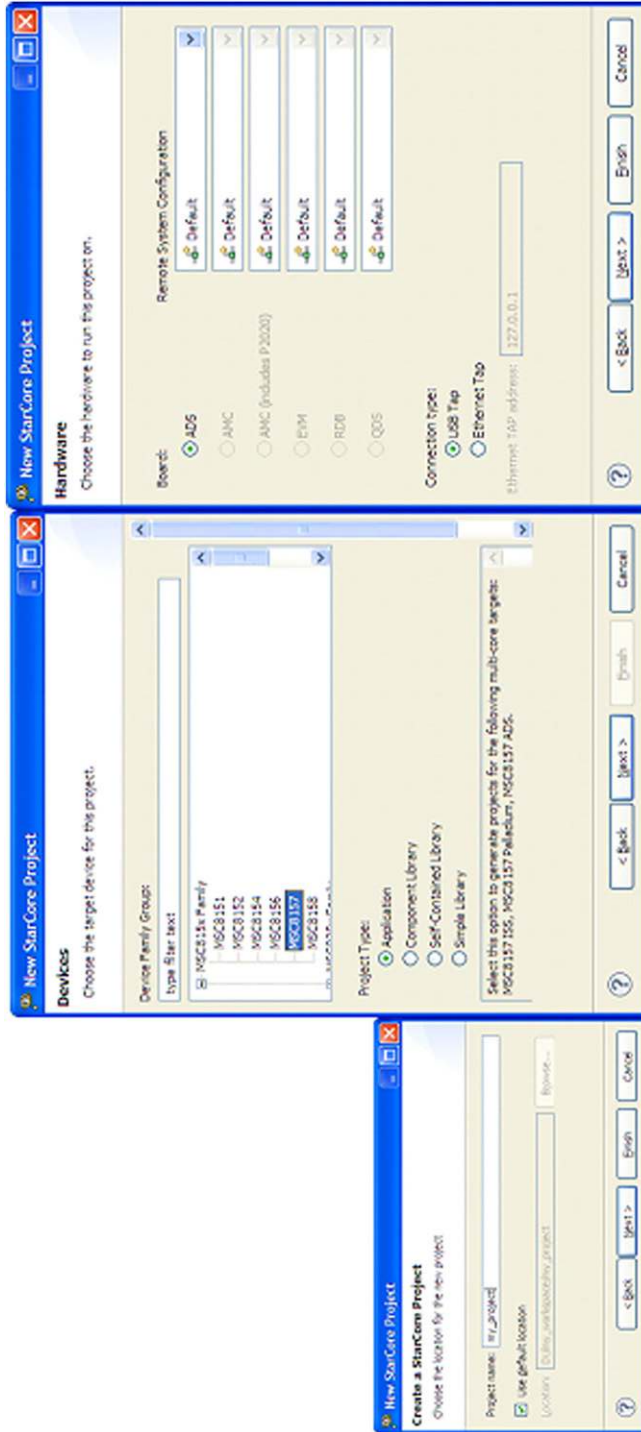 New StarCore Project
Create a StarCore Project
Choose the location for the new project
Project name: my_project
Use default location
Location: D:\my_workspace\my_project
Browse...
< Back
Next >
Finish
Cancel
New StarCore Project
Devices
Choose the target device for this project.
Device Family Group:
type filter text
MSC815x Family
MSC8151
MSC8152
MSC8154
MSC8156
MSC8157
MSC8158
Project Type:
Application
Component Library
Self-Contained Library
Simple Library
Select this option to generate projects for the following multi-core targets:
MSC8157 ISS, MSC8157 Palladium, MSC8157 ADS.
< Back
Next >
Finish
Cancel
New StarCore Project
Hardware
Choose the hardware to run this project on.
Board:
Remote System Configuration
ADS
Default
AMC
Default
AMC (includes P2020)
Default
EVM
Default
RDB
Default
QDS
Default
Connection type:
USB Tap
Ethernet Tap
Ethernet TAP address: 127.0.0.1
< Back
Next >
Finish
Cancel